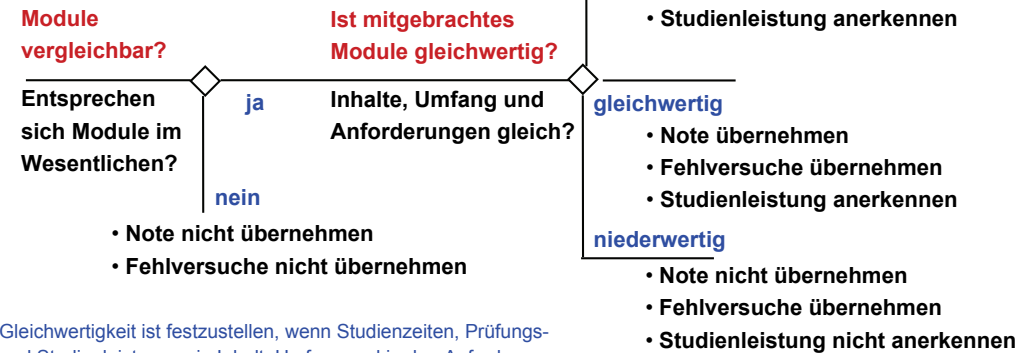 Module
vergleichbar?
Ist mitgebrachtes
Module gleichwertig?
• Studienleistung anerkennen
Entsprechen
sich Module im
Wesentlichen?
ja
Inhalte, Umfang und
Anforderungen gleich?
gleichwertig
• Note übernehmen
• Fehlversuche übernehmen
• Studienleistung anerkennen
nein
• Note nicht übernehmen
• Fehlversuche nicht übernehmen
niederwertig
• Note nicht übernehmen
• Fehlversuche übernehmen
• Studienleistung nicht anerkennen
Gleichwertigkeit ist festzustellen, wenn Studienzeiten, Prüfungs-